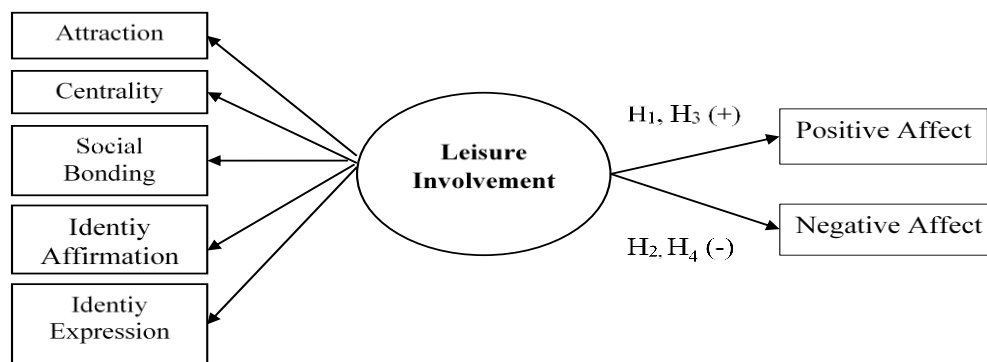 Attraction
Centrality
Social
Bonding
Identiy
Affirmation
Identiy
Expression
Leisure
Involvement
H₁, H₃ (+)
Positive Affect
Negative Affect
H₂, H₄ (-)